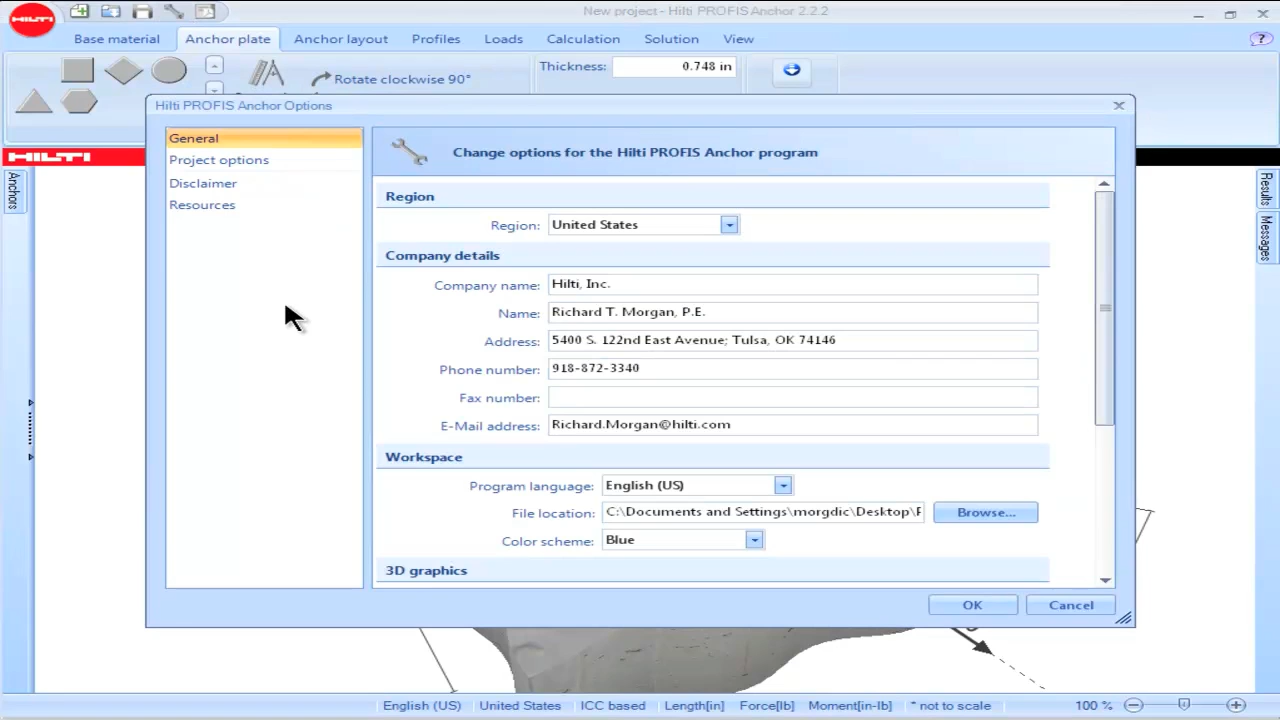 HILTI
New project - Hilti PROFIS Anchor 2.2.2
Base material Anchor plate Anchor layout Profiles Loads Calculation Solution View
Rotate clockwise 90°
Thickness: 0.748 in
Hilti PROFIS Anchor Options
HILTI
Anchors
Results
Messages
General
Project options
Disclaimer
Resources
Change options for the Hilti PROFIS Anchor program
Region
Region: United States
Company details
Company name: Hilti, Inc.
Name: Richard T. Morgan, P.E.
Address: 5400 S. 122nd East Avenue; Tulsa, OK 74146
Phone number: 918-872-3340
Fax number:
E-Mail address: Richard.Morgan@hilti.com
Workspace
Program language: English (US)
File location: C:\Documents and Settings\morgdic\Desktop\F Browse...
Color scheme: Blue
3D graphics
OK Cancel
English (US) United States ICC based Length[in] Force[lb] Moment[in-lb] * not to scale 100 %